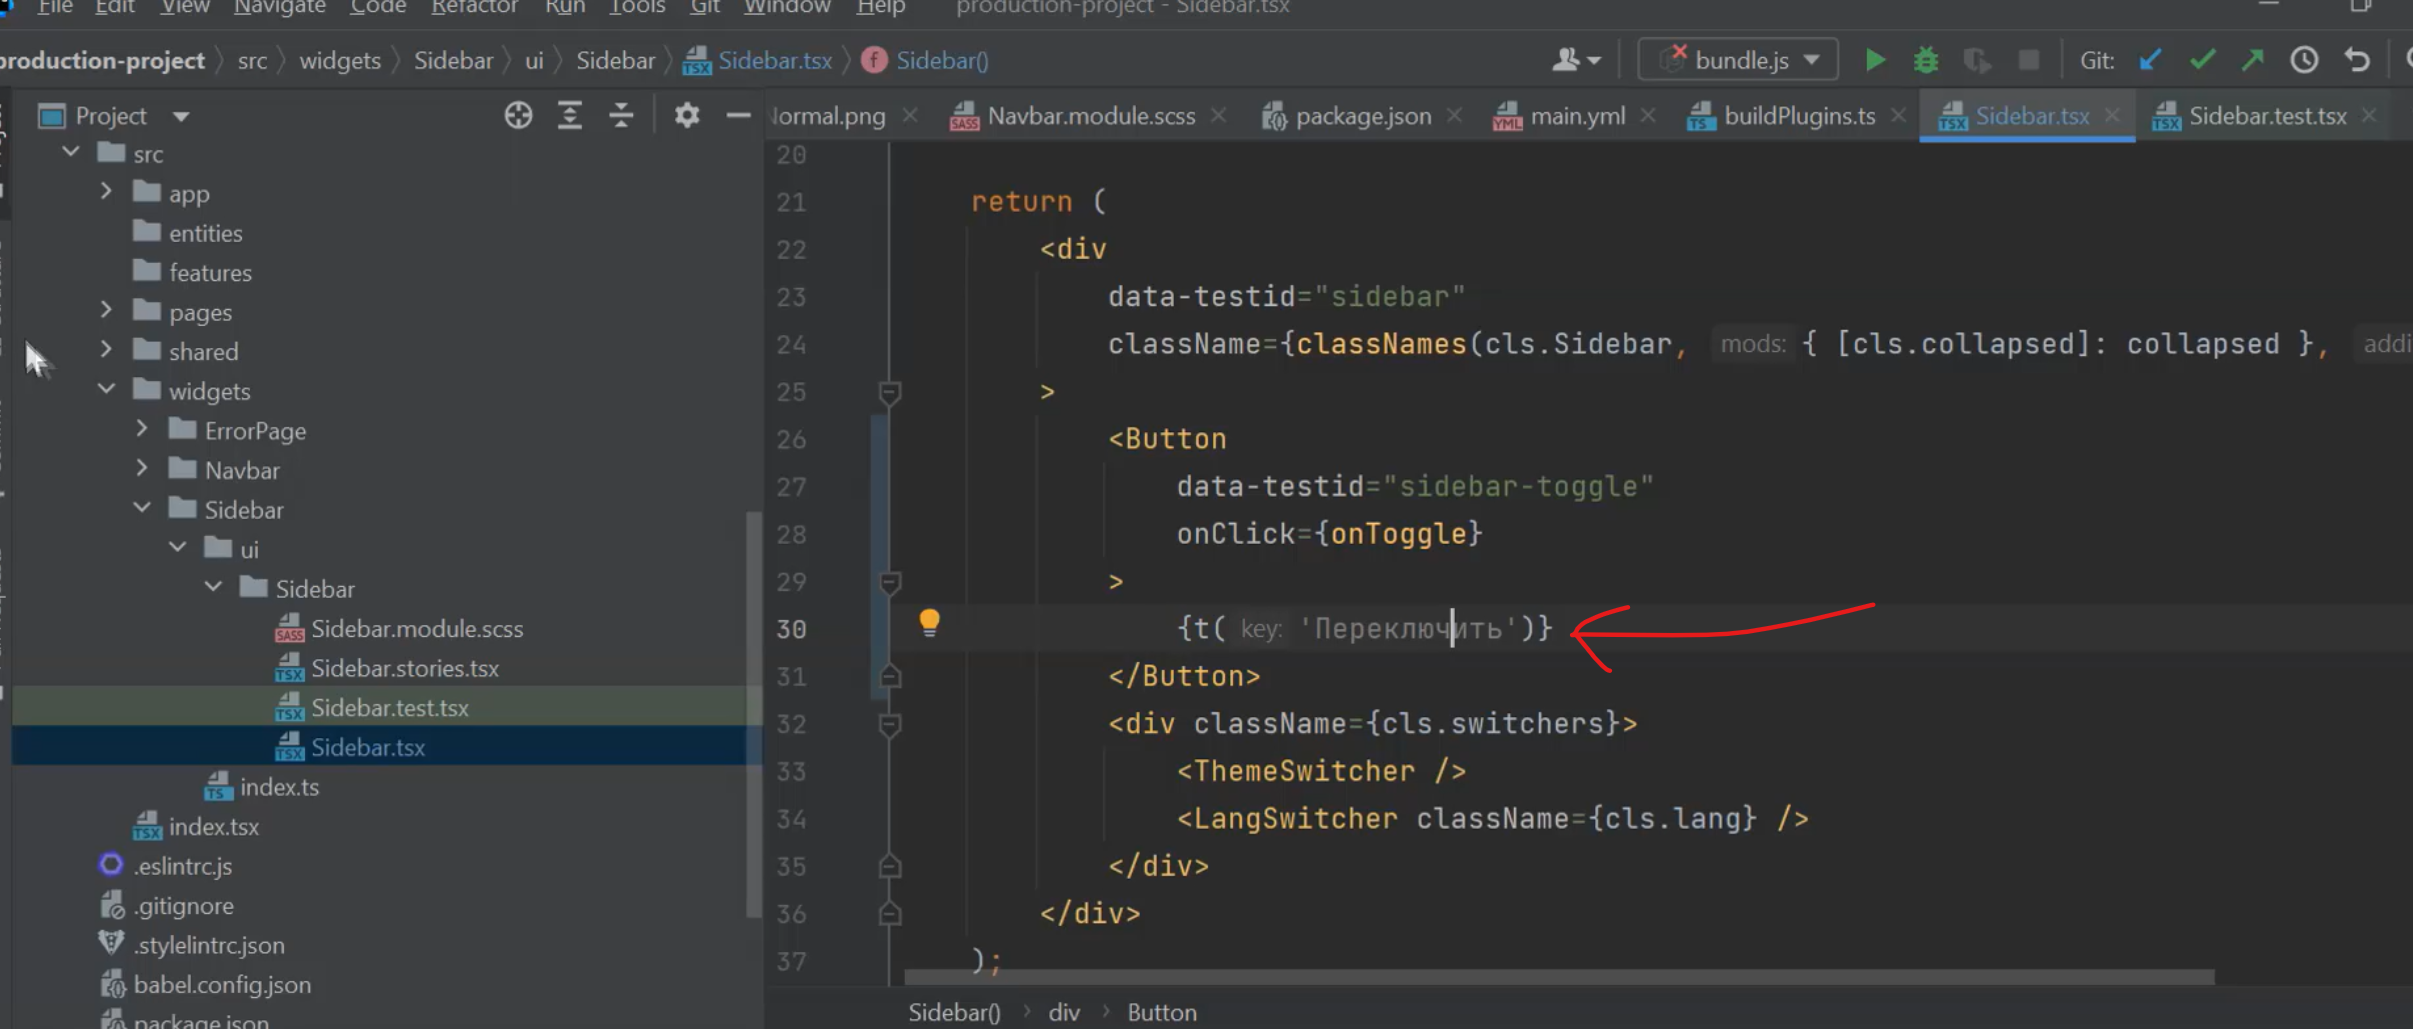 File Edit View Navigate Code Refactor Run Tools Git Window Help production-project - Sidebar.tsx
production-project src widgets Sidebar ui Sidebar Sidebar.tsx Sidebar() bundle.js Git:
Project
ormal.png Navbar.module.scss package.json main.yml buildPlugins.ts Sidebar.tsx Sidebar.test.tsx
src
app
entities
features
pages
shared
widgets
ErrorPage
Navbar
Sidebar
ui
Sidebar
Sidebar.module.scss
Sidebar.stories.tsx
Sidebar.test.tsx
Sidebar.tsx
index.ts
index.tsx
.eslintrc.js
.gitignore
.stylelintrc.json
babel.config.json
package.json
20
21 return (
22 <div
23 data-testid="sidebar"
24 className={classNames(cls.Sidebar, mods: { [cls.collapsed]: collapsed }, addi
25 >
26 <Button
27 data-testid="sidebar-toggle"
28 onClick={onToggle}
29 >
30 {t( key: 'Переключить')}
31 </Button>
32 <div className={cls.switchers}>
33 <ThemeSwitcher />
34 <LangSwitcher className={cls.lang} />
35 </div>
36 </div>
37 );
Sidebar() div Button